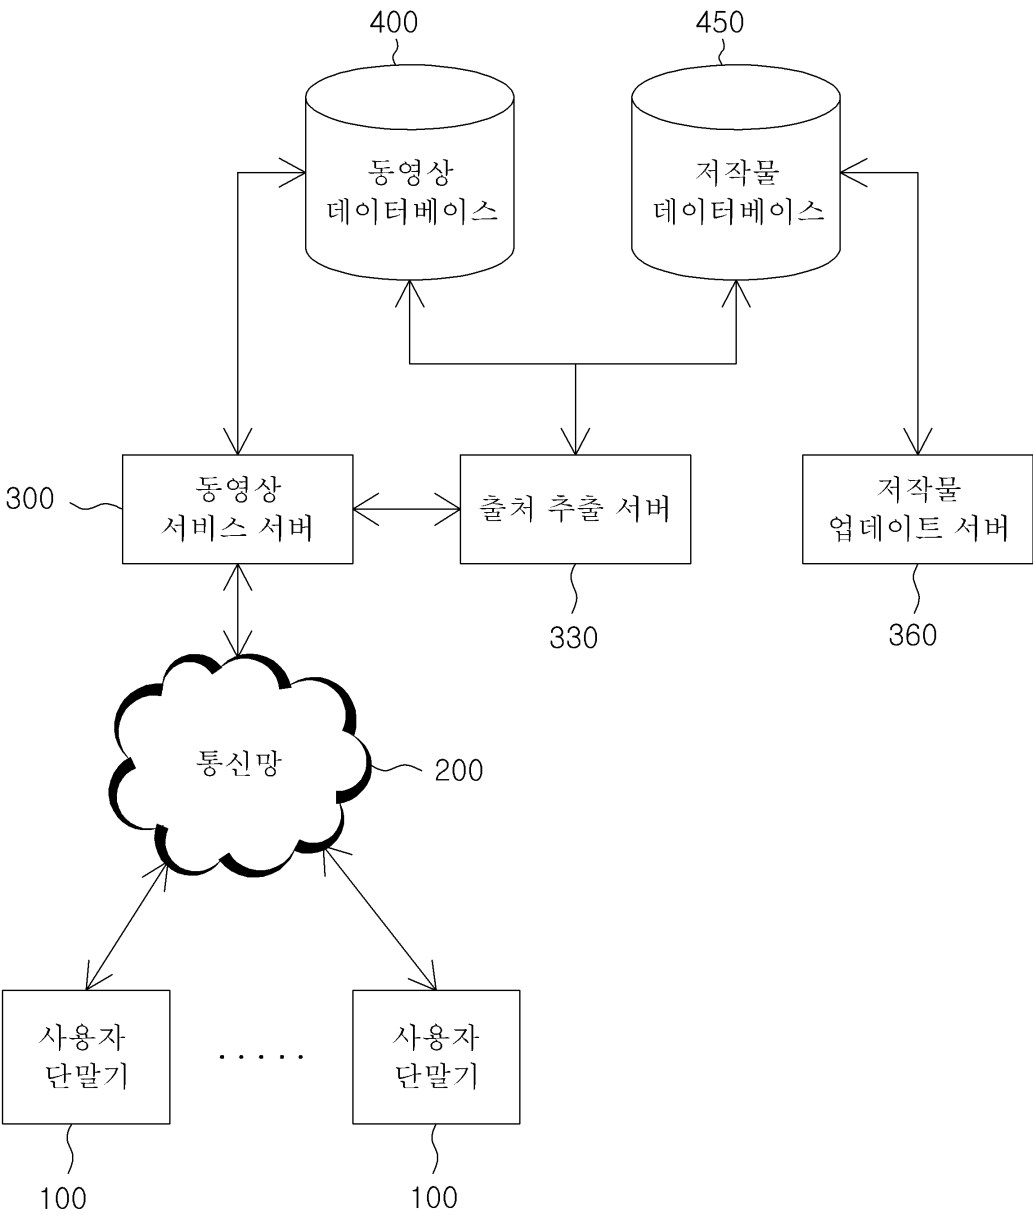 400
450
동영상
데이터베이스
저작물
데이터베이스
300
동영상
서비스 서버
출처 추출 서버
저작물
업데이트 서버
330
360
통신망
200
사용자
단말기
.....
사용자
단말기
100
100